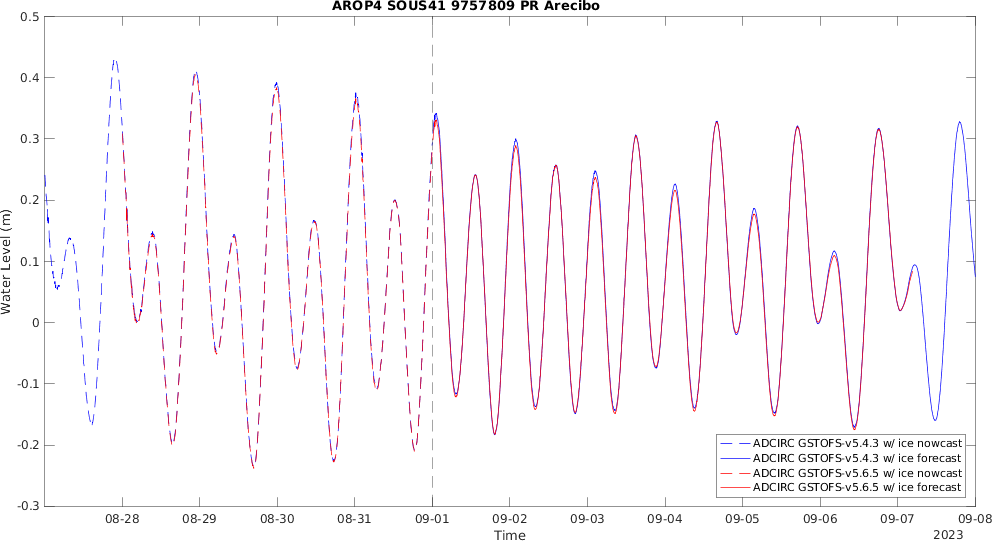 AROP4 SOUS41 9757809 PR Arecibo
Water Level (m)
0.5
0.4
0.3
0.2
0.1
0
-0.1
-0.2
-0.3
ADCIRC GSTOFS-v5.4.3 w/ ice nowcast
ADCIRC GSTOFS-v5.4.3 w/ ice forecast
ADCIRC GSTOFS-v5.6.5 w/ ice nowcast
ADCIRC GSTOFS-v5.6.5 w/ ice forecast
08-28 08-29 08-30 08-31 09-01 09-02 09-03 09-04 09-05 09-06 09-07 09-08
Time
2023